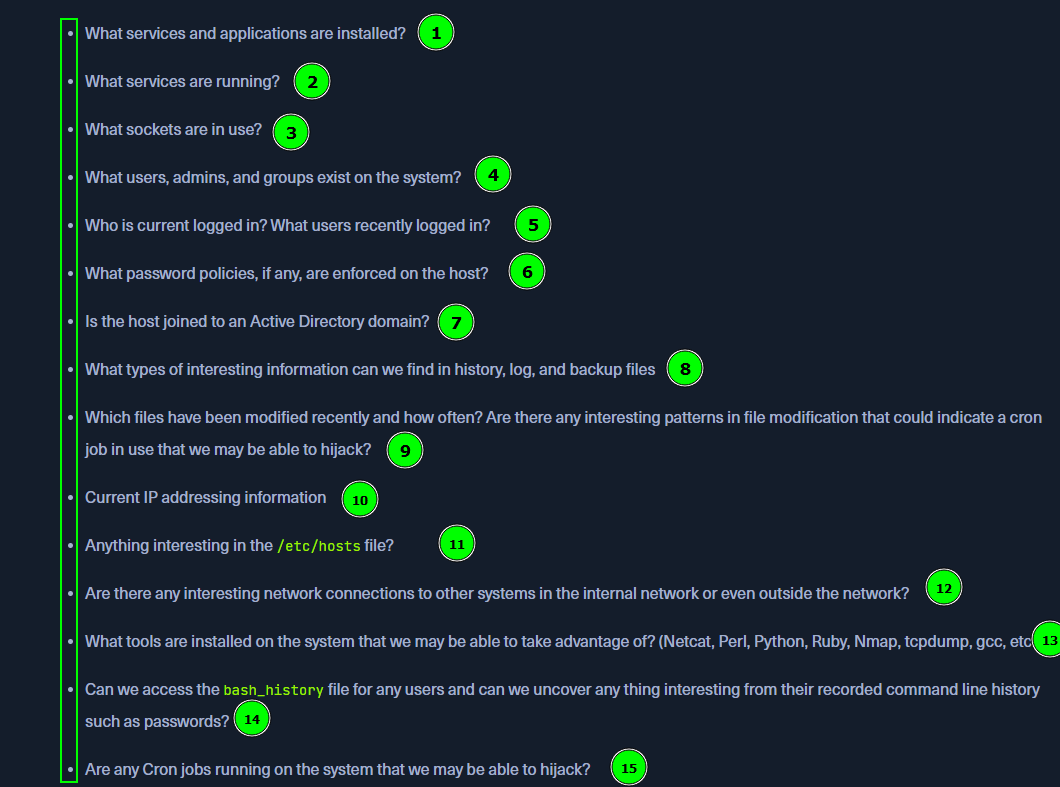 • What services and applications are installed? 1
• What services are running? 2
• What sockets are in use? 3
• What users, admins, and groups exist on the system? 4
• Who is current logged in? What users recently logged in? 5
• What password policies, if any, are enforced on the host? 6
• Is the host joined to an Active Directory domain? 7
• What types of interesting information can we find in history, log, and backup files 8
• Which files have been modified recently and how often? Are there any interesting patterns in file modification that could indicate a cron
job in use that we may be able to hijack? 9
• Current IP addressing information 10
• Anything interesting in the /etc/hosts file? 11
• Are there any interesting network connections to other systems in the internal network or even outside the network? 12
• What tools are installed on the system that we may be able to take advantage of? (Netcat, Perl, Python, Ruby, Nmap, tcpdump, gcc, etc 13
• Can we access the bash_history file for any users and can we uncover any thing interesting from their recorded command line history
such as passwords? 14
• Are any Cron jobs running on the system that we may be able to hijack? 15